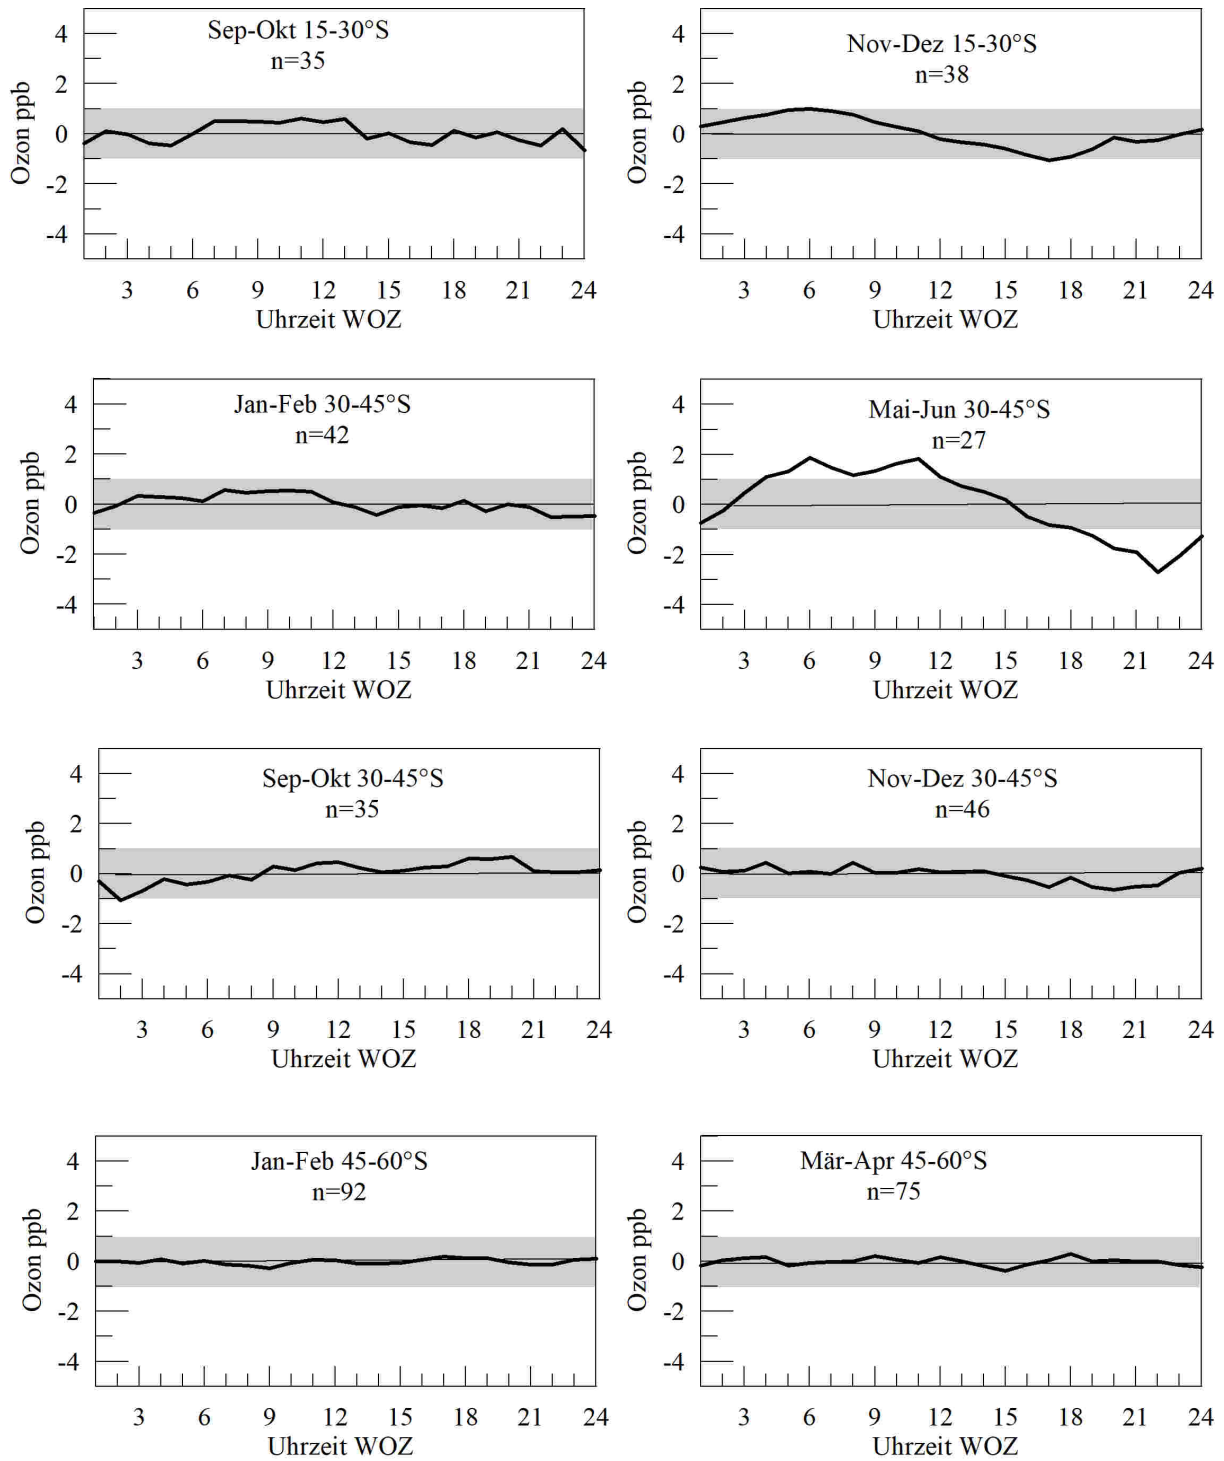 Sep-Okt 15-30°S
n=35
4
2
0
-2
-4
Ozon ppb
3 6 9 12 15 18 21 24
Uhrzeit WOZ
Nov-Dez 15-30°S
n=38
4
2
0
-2
-4
Ozon ppb
3 6 9 12 15 18 21 24
Uhrzeit WOZ
Jan-Feb 30-45°S
n=42
4
2
0
-2
-4
Ozon ppb
3 6 9 12 15 18 21 24
Uhrzeit WOZ
Mai-Jun 30-45°S
n=27
4
2
0
-2
-4
Ozon ppb
3 6 9 12 15 18 21 24
Uhrzeit WOZ
Sep-Okt 30-45°S
n=35
4
2
0
-2
-4
Ozon ppb
3 6 9 12 15 18 21 24
Uhrzeit WOZ
Nov-Dez 30-45°S
n=46
4
2
0
-2
-4
Ozon ppb
3 6 9 12 15 18 21 24
Uhrzeit WOZ
Jan-Feb 45-60°S
n=92
4
2
0
-2
-4
Ozon ppb
3 6 9 12 15 18 21 24
Uhrzeit WOZ
Mär-Apr 45-60°S
n=75
4
2
0
-2
-4
Ozon ppb
3 6 9 12 15 18 21 24
Uhrzeit WOZ